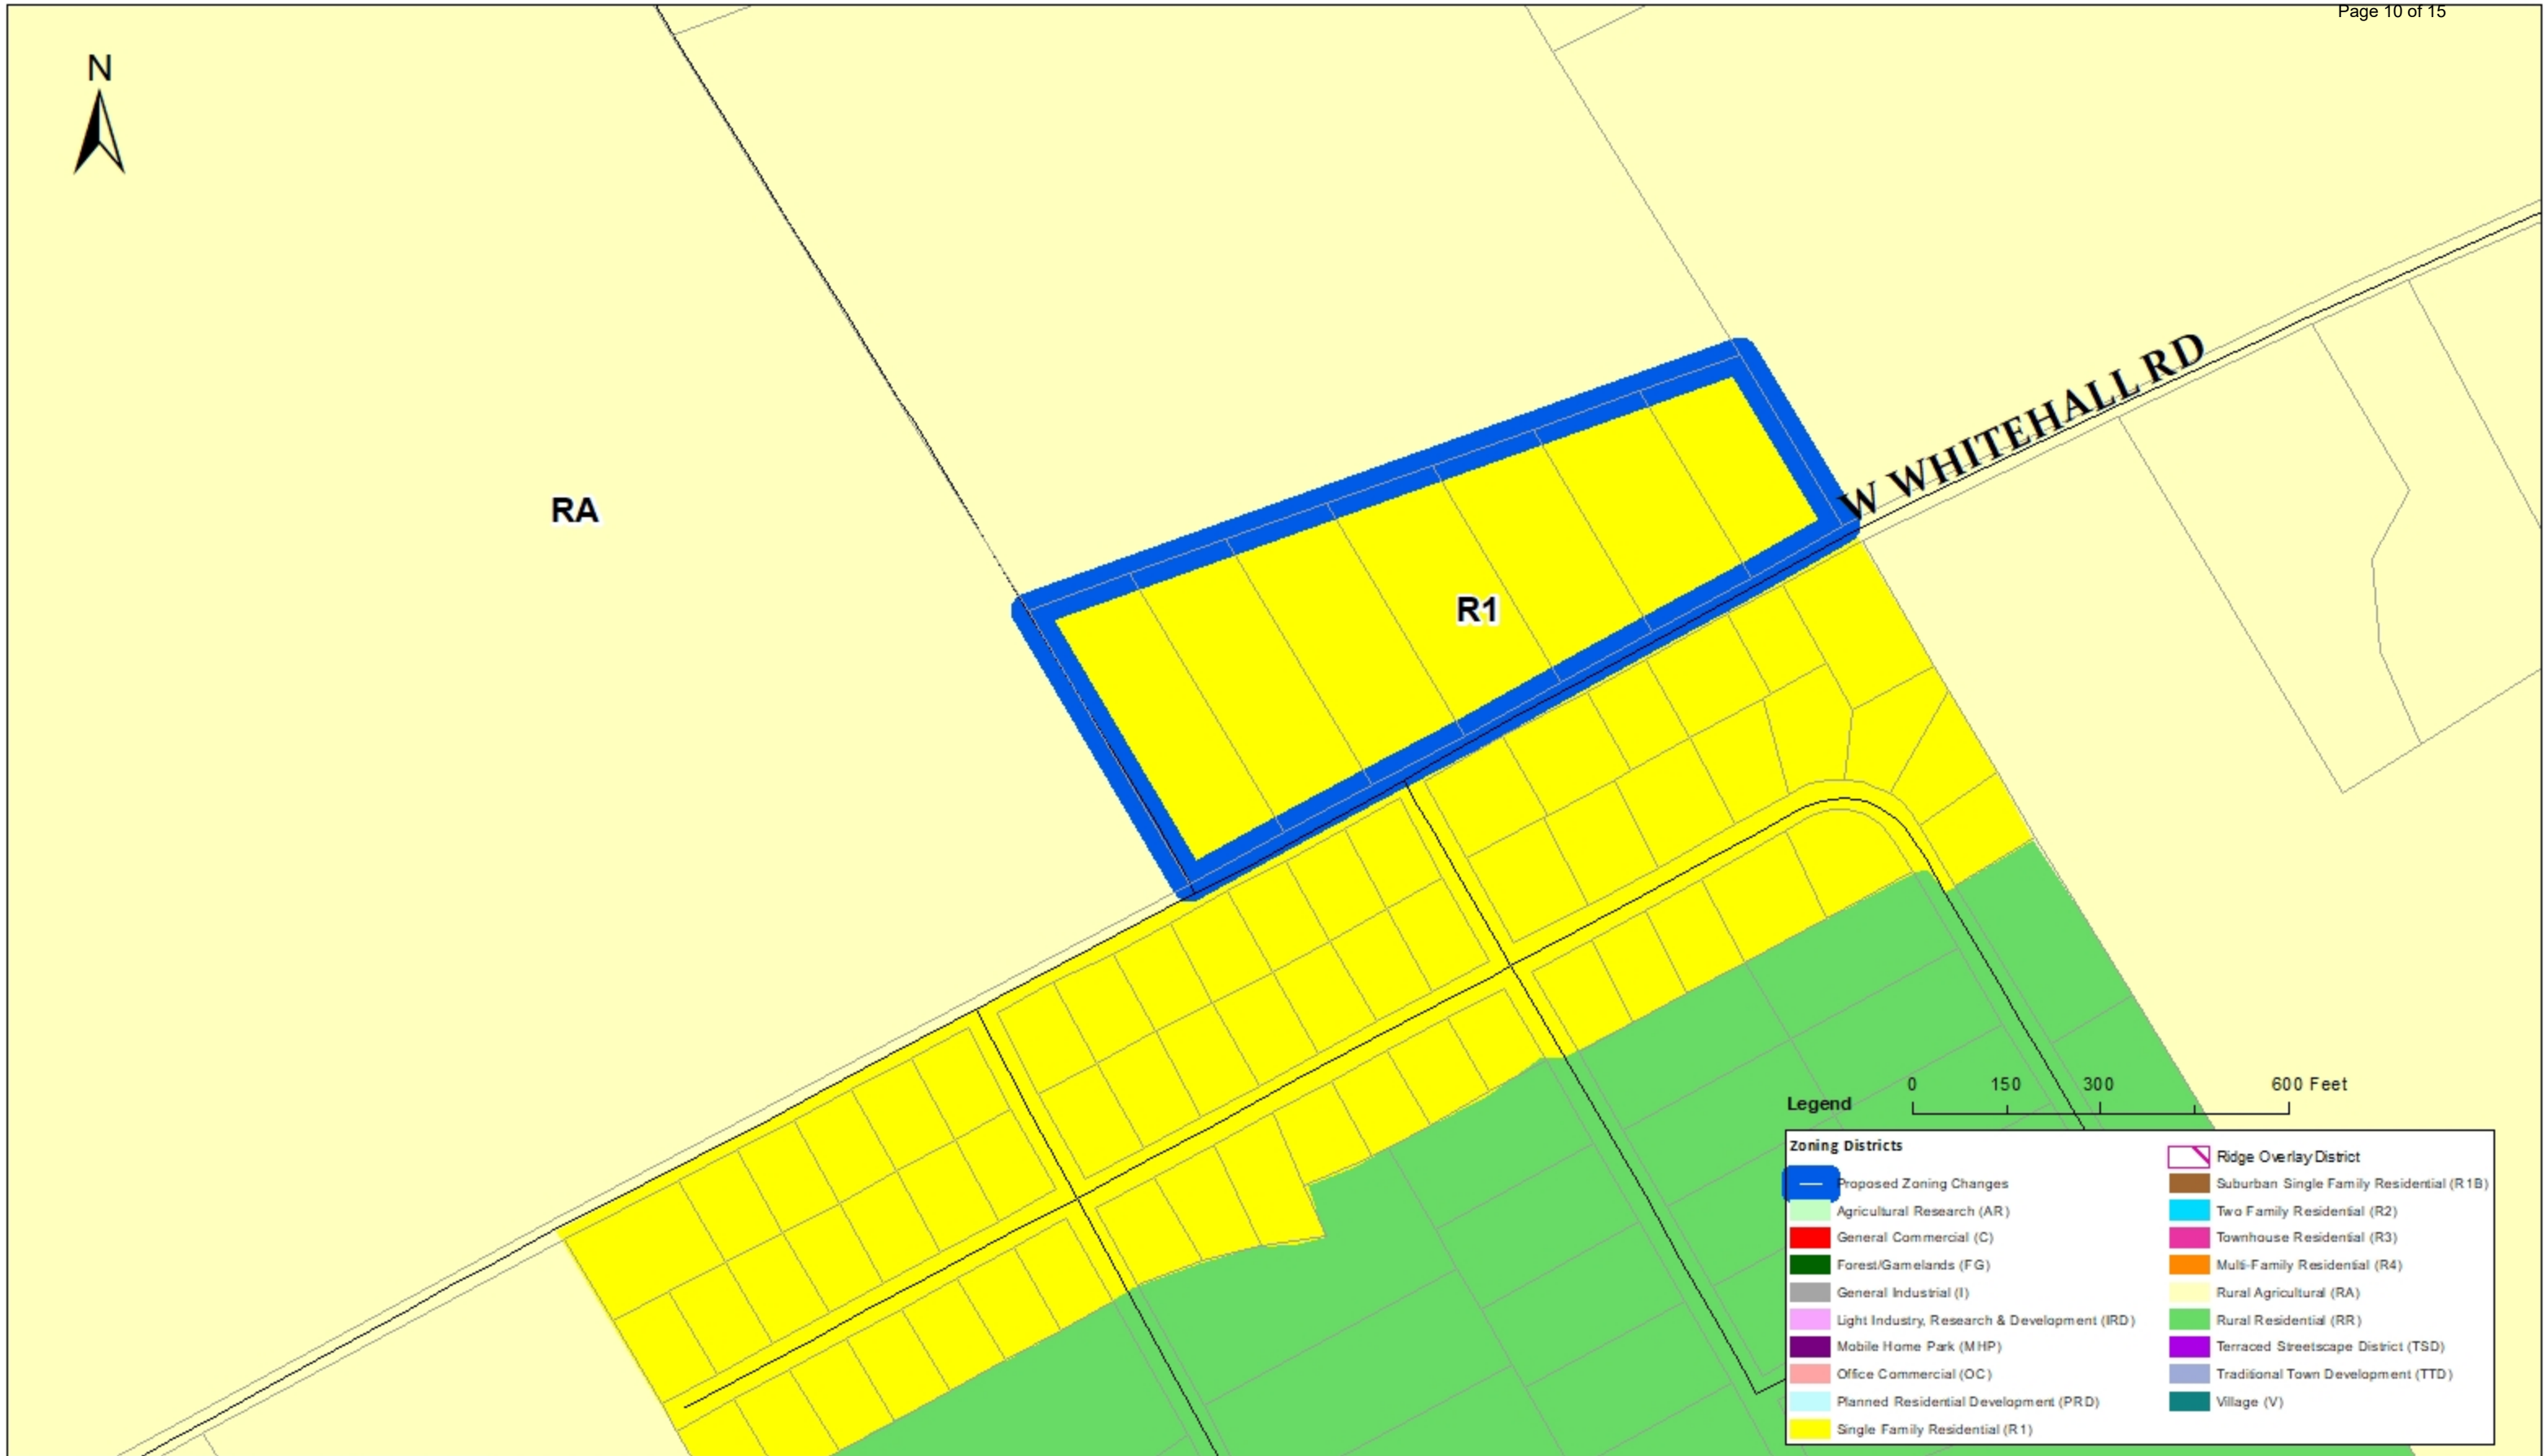 Page 10 of 15
N
W WHITEHALL RD
RA
R1
0 150 300 600 Feet
Legend
Zoning Districts
Proposed Zoning Changes
Agricultural Research (AR)
General Commercial (C)
Forest/Gamelands (FG)
General Industrial (I)
Light Industry, Research & Development (IRD)
Mobile Home Park (MHP)
Office Commercial (OC)
Planned Residential Development (PRD)
Single Family Residential (R1)
Ridge Overlay District
Suburban Single Family Residential (R1B)
Two Family Residential (R2)
Townhouse Residential (R3)
Multi-Family Residential (R4)
Rural Agricultural (RA)
Rural Residential (RR)
Terraced Streetscape District (TSD)
Traditional Town Development (TTD)
Village (V)